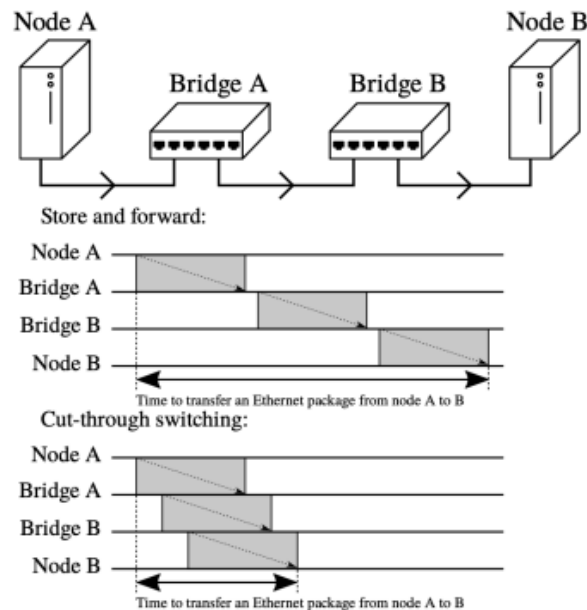 Node A
Node B
Bridge A
Bridge B
Store and forward:
Node A
Bridge A
Bridge B
Node B
Time to transfer an Ethernet package from node A to B
Cut-through switching:
Node A
Bridge A
Bridge B
Node B
Time to transfer an Ethernet package from node A to B